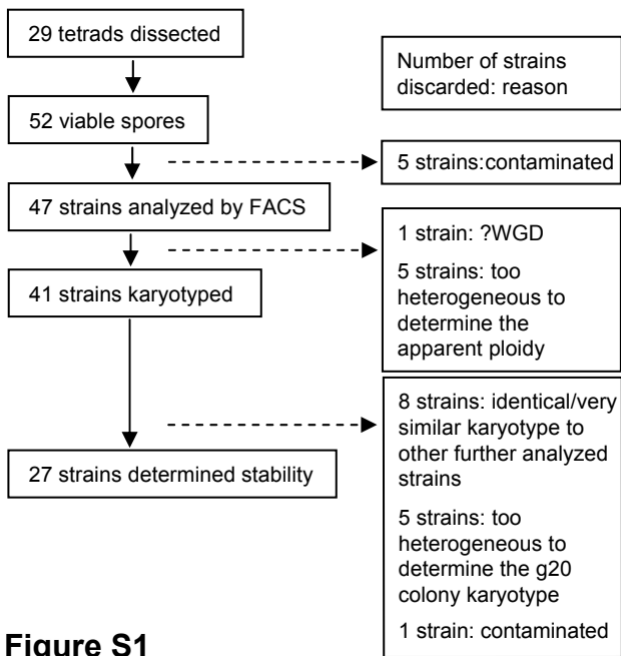 29 tetrads dissected
Number of strains
discarded: reason
52 viable spores
5 strains:contaminated
47 strains analyzed by FACS
1 strain: ?WGD
5 strains: too
heterogeneous to
determine the
apparent ploidy
41 strains karyotyped
8 strains: identical/very
similar karyotype to
other further analyzed
strains
5 strains: too
heterogeneous to
determine the g20
colony karyotype
1 strain: contaminated
27 strains determined stability
Figure S1